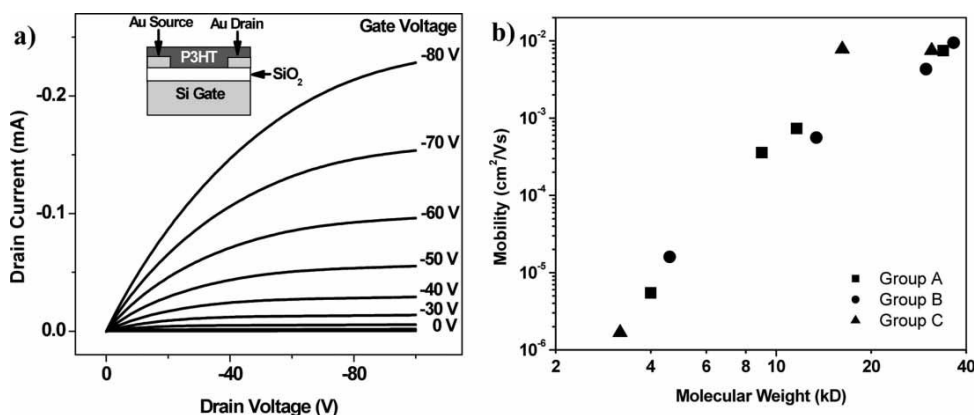 a)
Au Source Au Drain Gate Voltage
P3HT
SiO₂
Si Gate
-80 V
-70 V
-60 V
-50 V
-40 V
-30 V
0 V
-0.2
-0.1
0.0
Drain Current (mA)
0 -40 -80
Drain Voltage (V)
b)
10⁻²
10⁻³
10⁻⁴
10⁻⁵
10⁻⁶
Mobility (cm²/Vs)
Group A
Group B
Group C
2 4 6 8 10 20 40
Molecular Weight (kD)